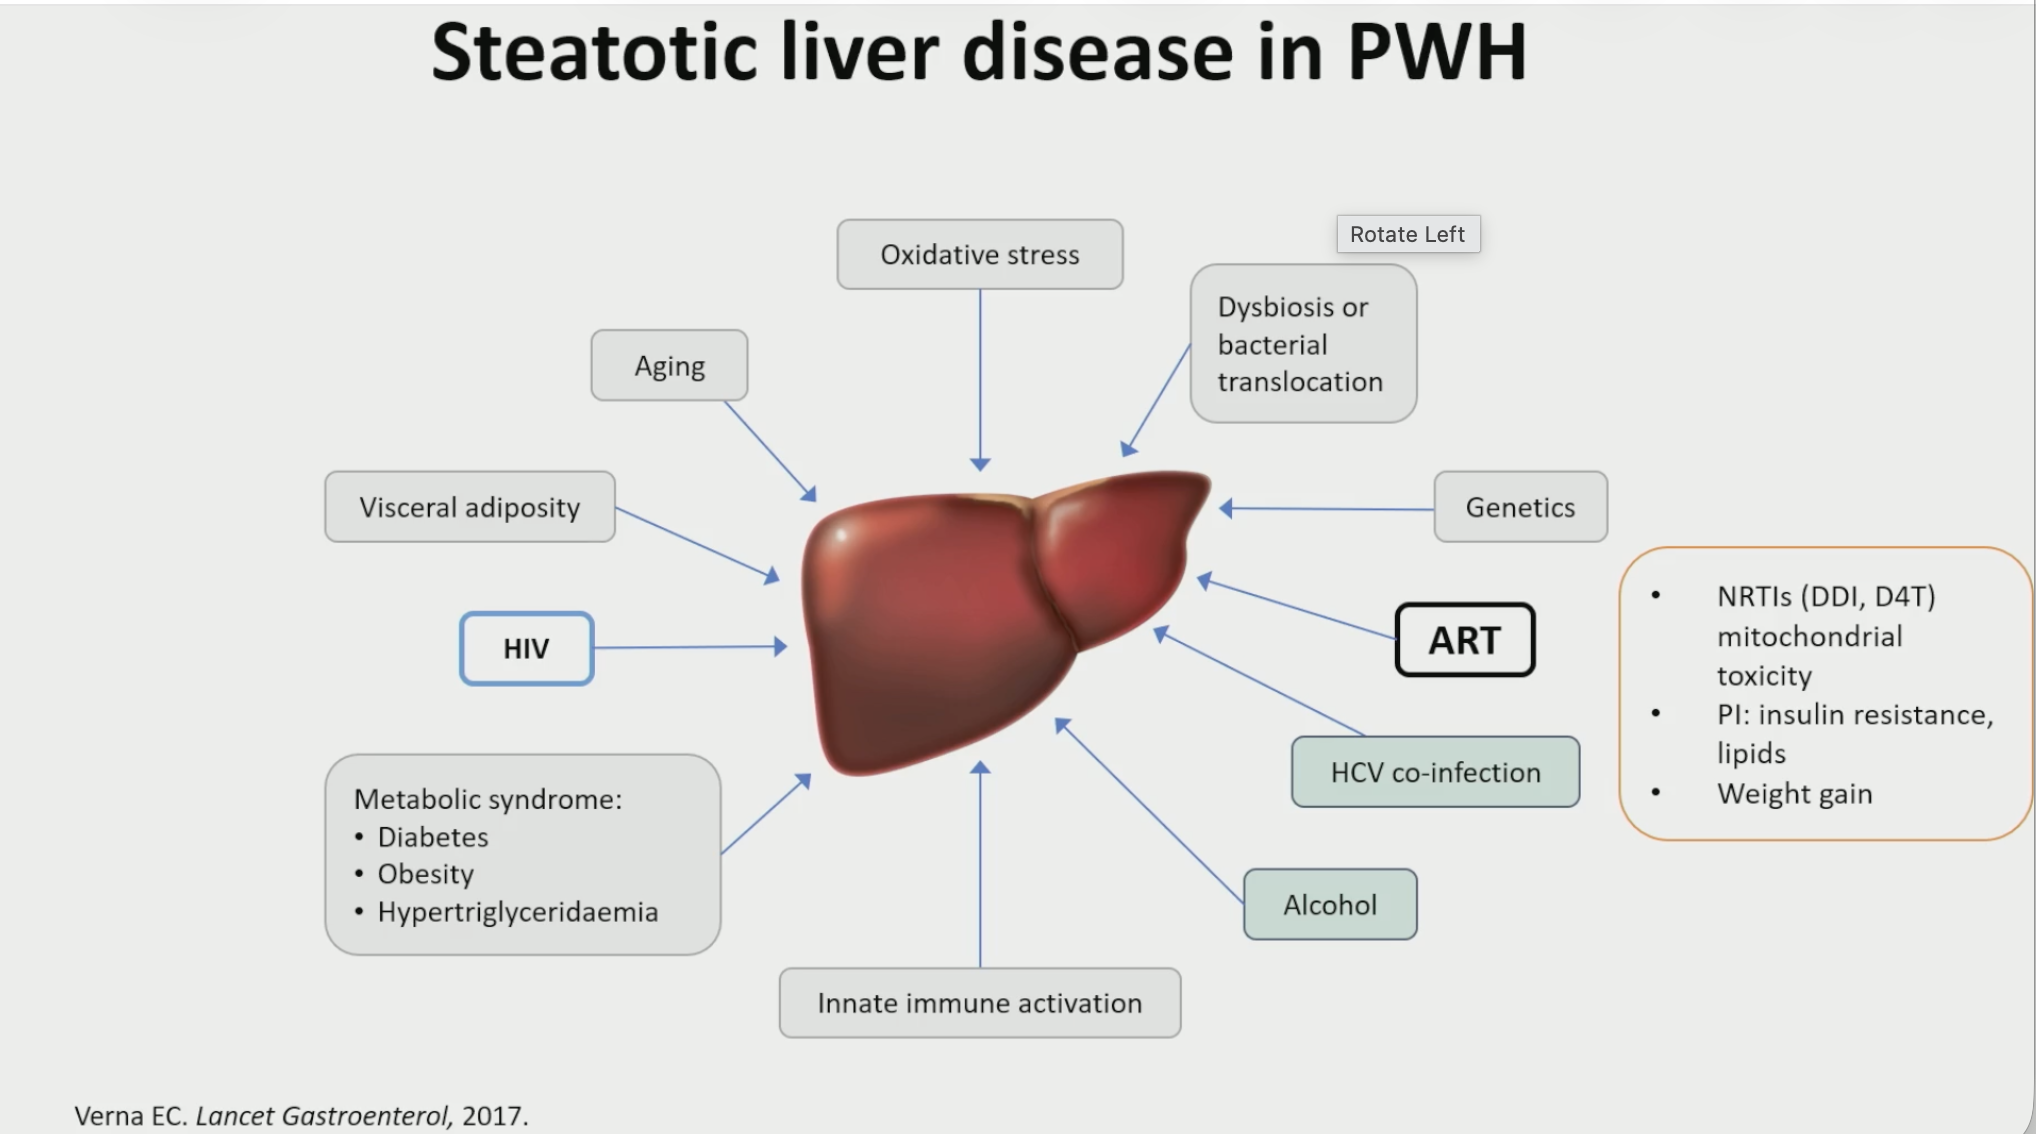 Steatotic liver disease in PWH
Oxidative stress
Rotate Left
Dysbiosis or
bacterial
translocation
Aging
Visceral adiposity
Genetics
HIV
ART
• NRTIs (DDI, D4T)
mitochondrial
toxicity
• PI: insulin resistance,
lipids
• Weight gain
HCV co-infection
Metabolic syndrome:
• Diabetes
• Obesity
• Hypertriglyceridaemia
Alcohol
Innate immune activation
Verna EC. Lancet Gastroenterol, 2017.